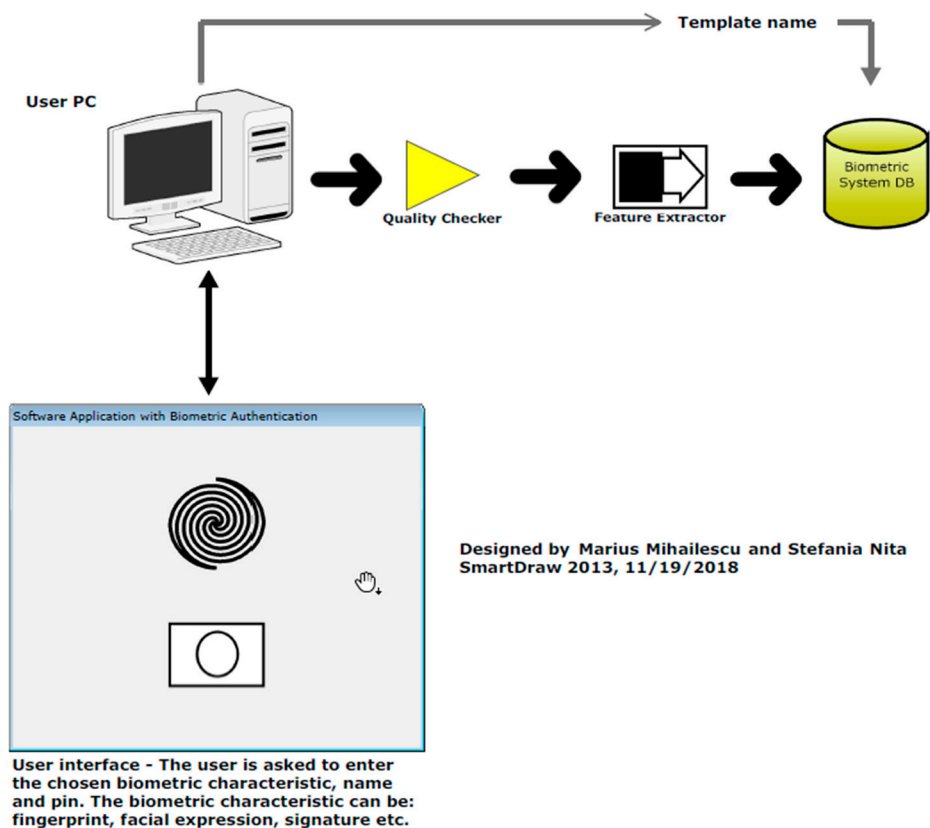 Template name
User PC
Biometric
System DB
Quality Checker
Feature Extractor
Software Application with Biometric Authentication
Designed by Marius Mihailescu and Stefania Nita
SmartDraw 2013, 11/19/2018
User interface - The user is asked to enter
the chosen biometric characteristic, name
and pin. The biometric characteristic can be:
fingerprint, facial expression, signature etc.